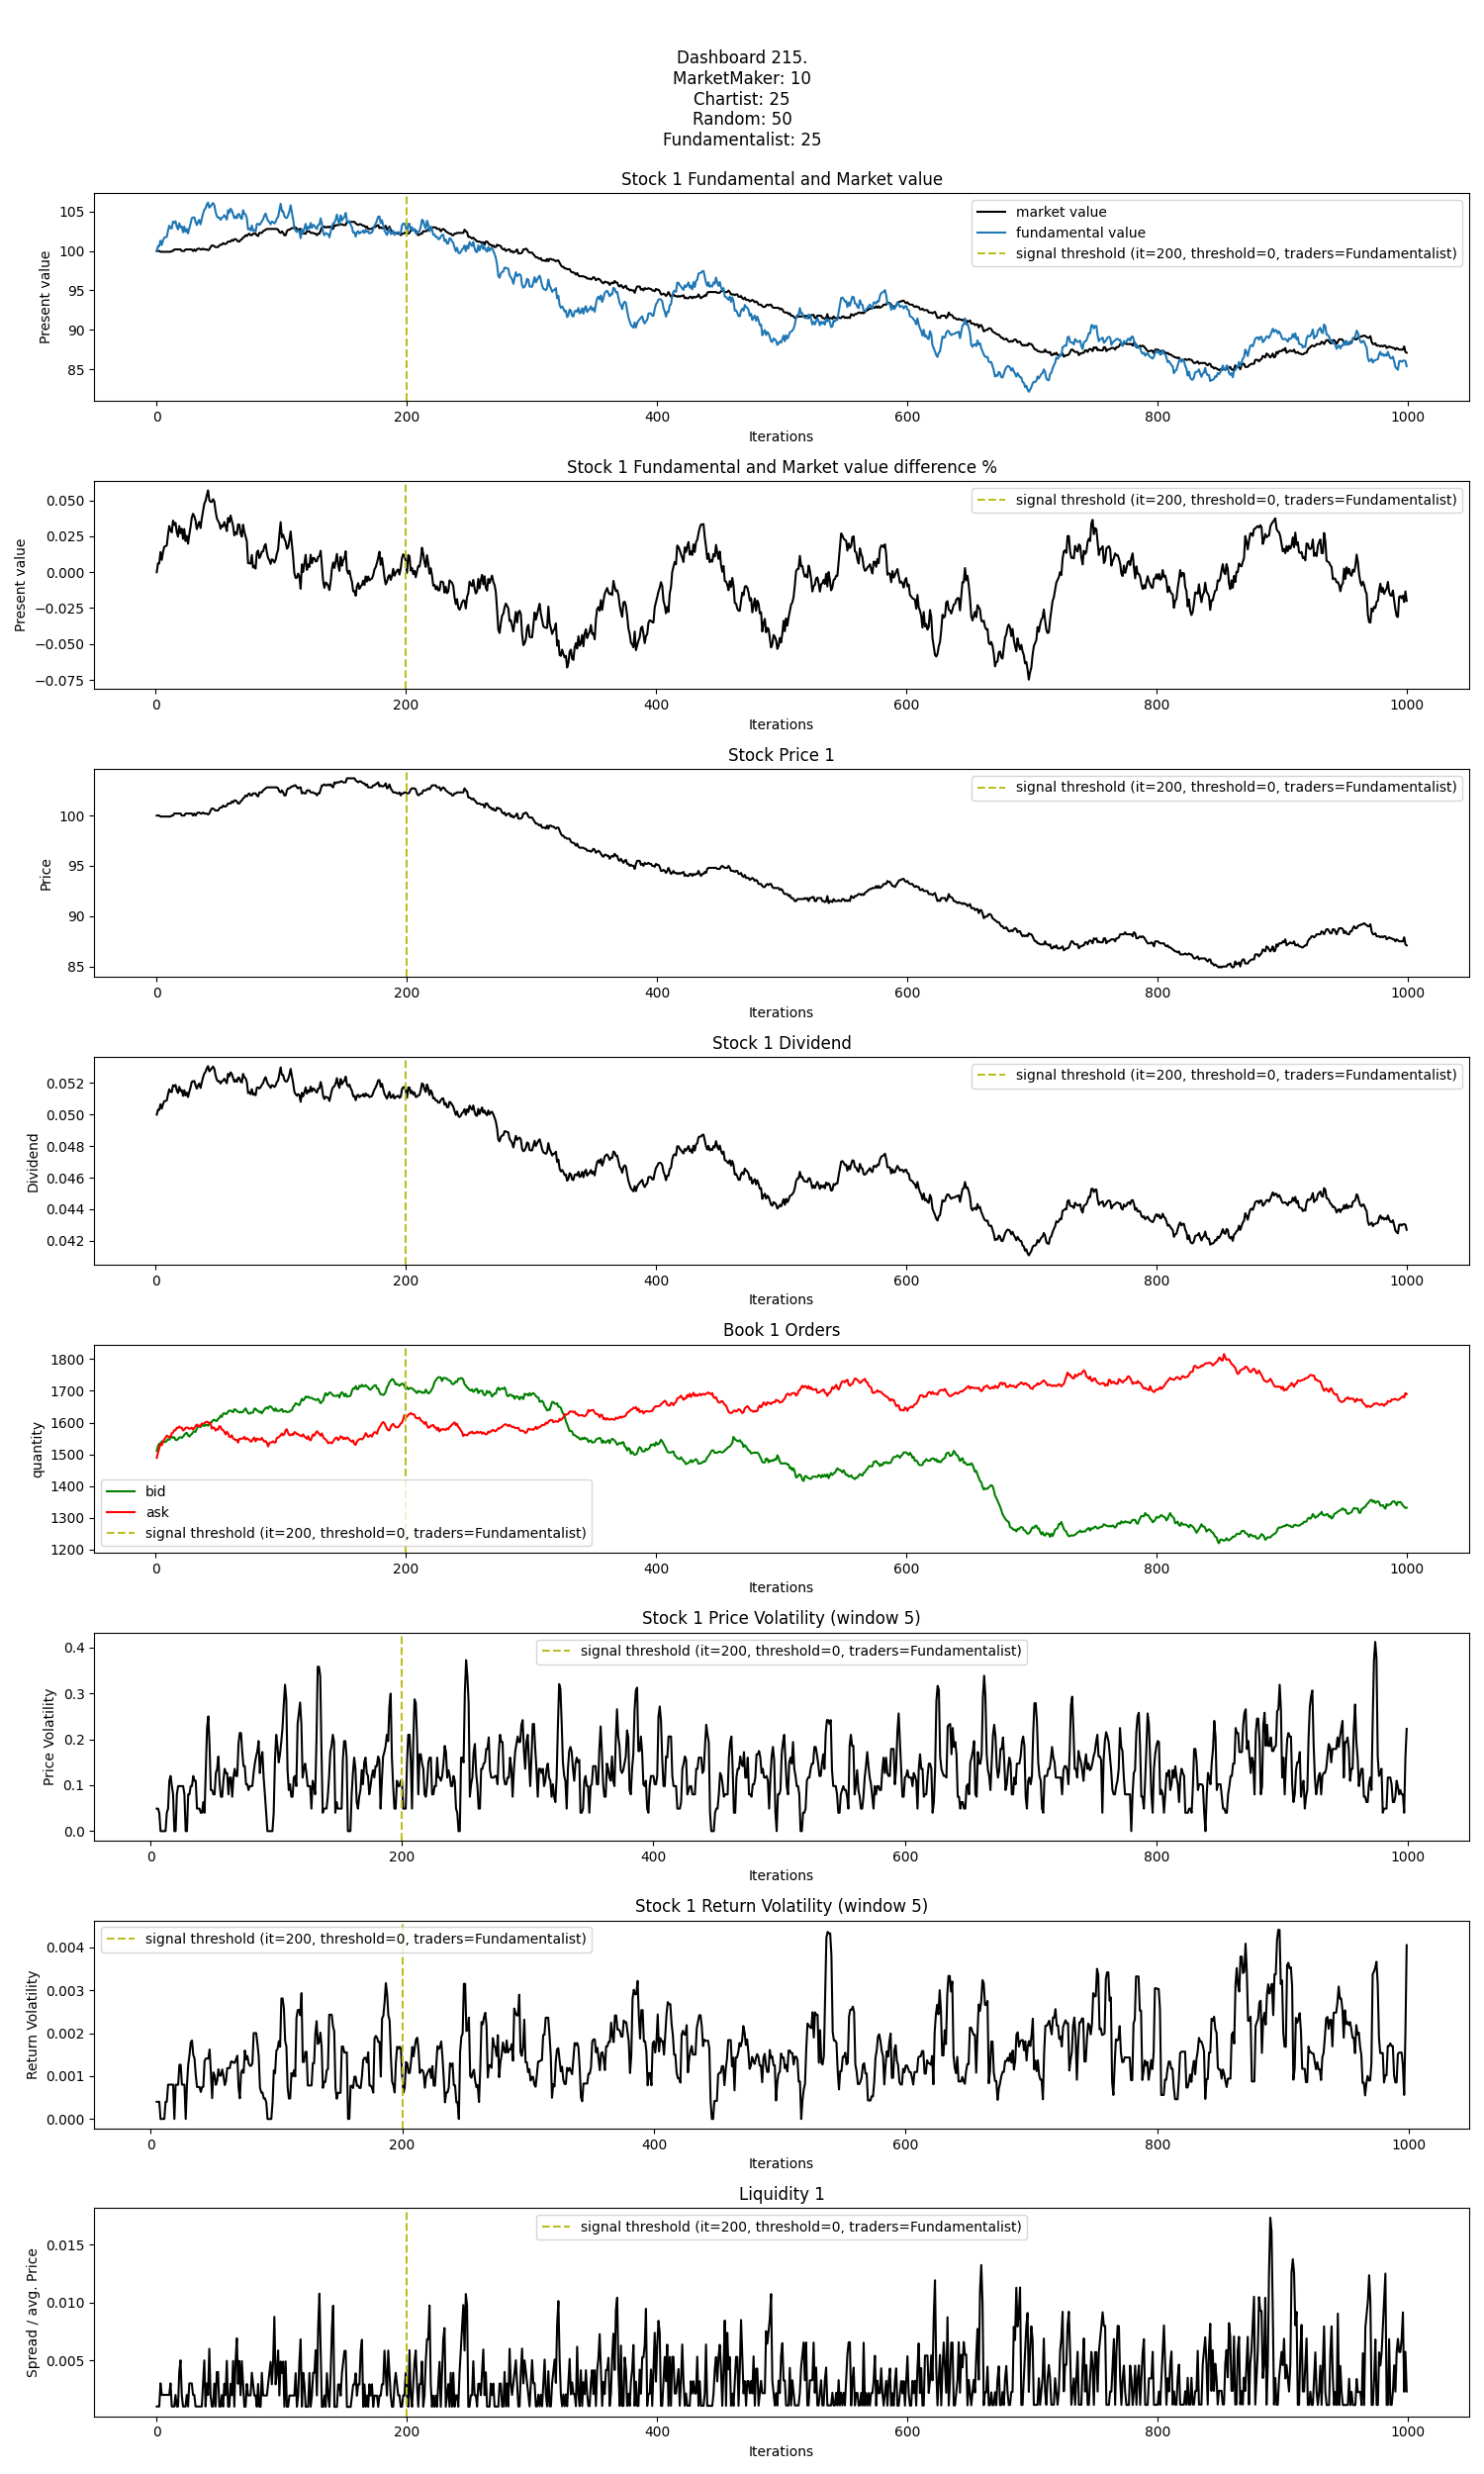 Dashboard 215.
MarketMaker: 10
Chartist: 25
Random: 50
Fundamentalist: 25
Stock 1 Fundamental and Market value
Present value
105
100
95
90
85
market value
fundamental value
signal threshold (it=200, threshold=0, traders=Fundamentalist)
0 200 400 600 800 1000
Iterations
Stock 1 Fundamental and Market value difference %
Present value
0.050
0.025
0.000
−0.025
−0.050
−0.075
signal threshold (it=200, threshold=0, traders=Fundamentalist)
0 200 400 600 800 1000
Iterations
Stock Price 1
Price
100
95
90
85
signal threshold (it=200, threshold=0, traders=Fundamentalist)
0 200 400 600 800 1000
Iterations
Stock 1 Dividend
Dividend
0.052
0.050
0.048
0.046
0.044
0.042
signal threshold (it=200, threshold=0, traders=Fundamentalist)
0 200 400 600 800 1000
Iterations
Book 1 Orders
quantity
1800
1700
1600
1500
1400
1300
1200
bid
ask
signal threshold (it=200, threshold=0, traders=Fundamentalist)
0 200 400 600 800 1000
Iterations
Stock 1 Price Volatility (window 5)
Price Volatility
0.4
0.3
0.2
0.1
0.0
signal threshold (it=200, threshold=0, traders=Fundamentalist)
0 200 400 600 800 1000
Iterations
Stock 1 Return Volatility (window 5)
Return Volatility
0.004
0.003
0.002
0.001
0.000
signal threshold (it=200, threshold=0, traders=Fundamentalist)
0 200 400 600 800 1000
Iterations
Liquidity 1
Spread / avg. Price
0.015
0.010
0.005
signal threshold (it=200, threshold=0, traders=Fundamentalist)
0 200 400 600 800 1000
Iterations